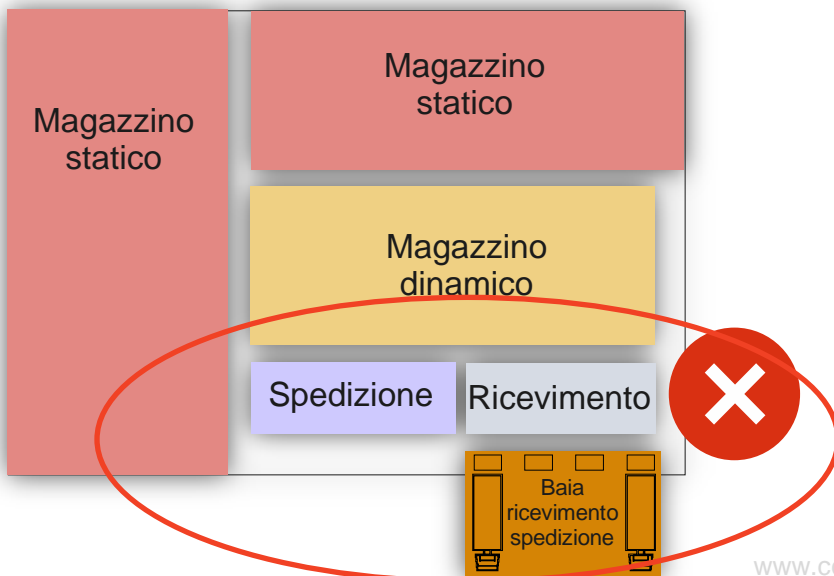 Magazzino
statico
Magazzino
statico
Magazzino
dinamico
Spedizione
Ricevimento
Baia
ricevimento
spedizione